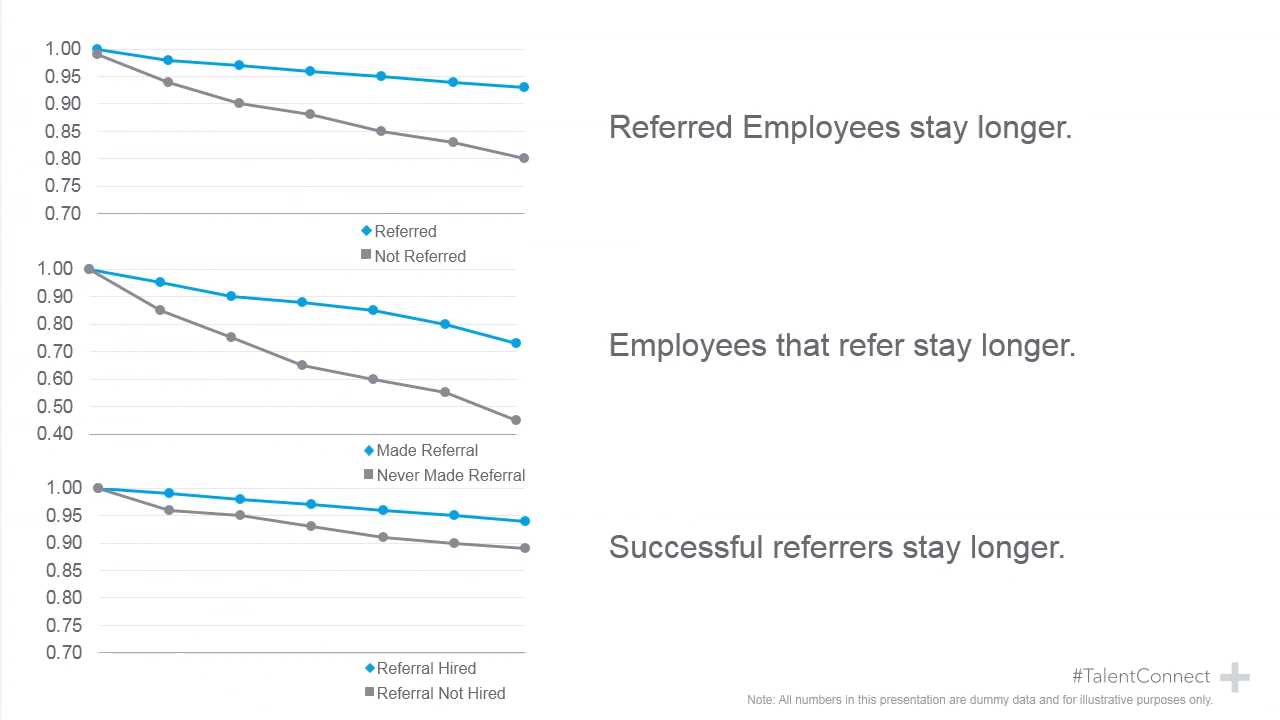 1.00
0.95
0.90
0.85
0.80
0.75
0.70
Referred
Not Referred
Referred Employees stay longer.
1.00
0.90
0.80
0.70
0.60
0.50
0.40
Made Referral
Never Made Referral
Employees that refer stay longer.
1.00
0.95
0.90
0.85
0.80
0.75
0.70
Referral Hired
Referral Not Hired
Successful referrers stay longer.
#TalentConnect
Note: All numbers in this presentation are dummy data and for illustrative purposes only.